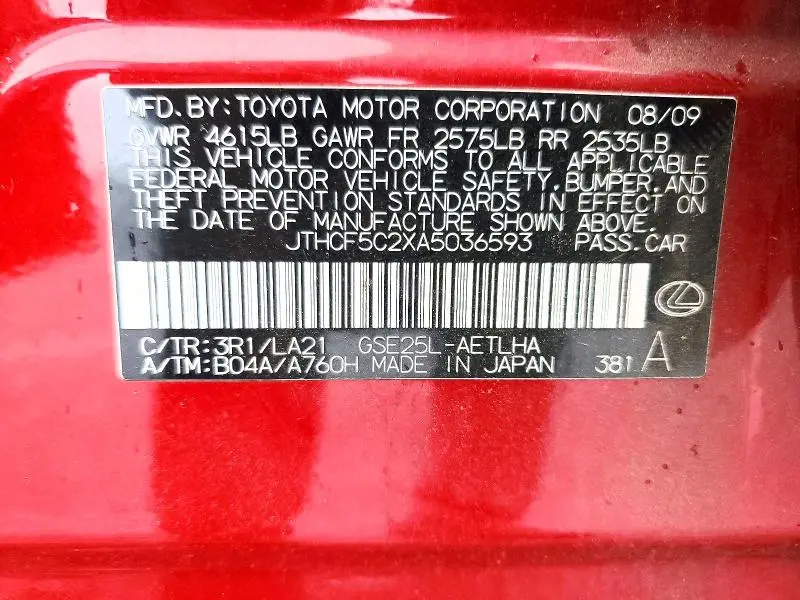 MFD.BY:TOYOTA MOTOR CORPORATION 08/09
GVWR 4615LB GAWR FR 2575LB RR 2535LB
THIS VEHICLE CONFORMS TO ALL APPLICABLE
FEDERAL MOTOR VEHICLE SAFETY,BUMPER,AND
THEFT PREVENTION STANDARDS IN EFFECT ON
THE DATE OF MANUFACTURE SHOWN ABOVE.
JTHCF5C2XA5036593 PASS.CAR
C/TR:3R1/LA21 GSE25L-AETLHA
A/TM:B04A/A760H MADE IN JAPAN 381 A